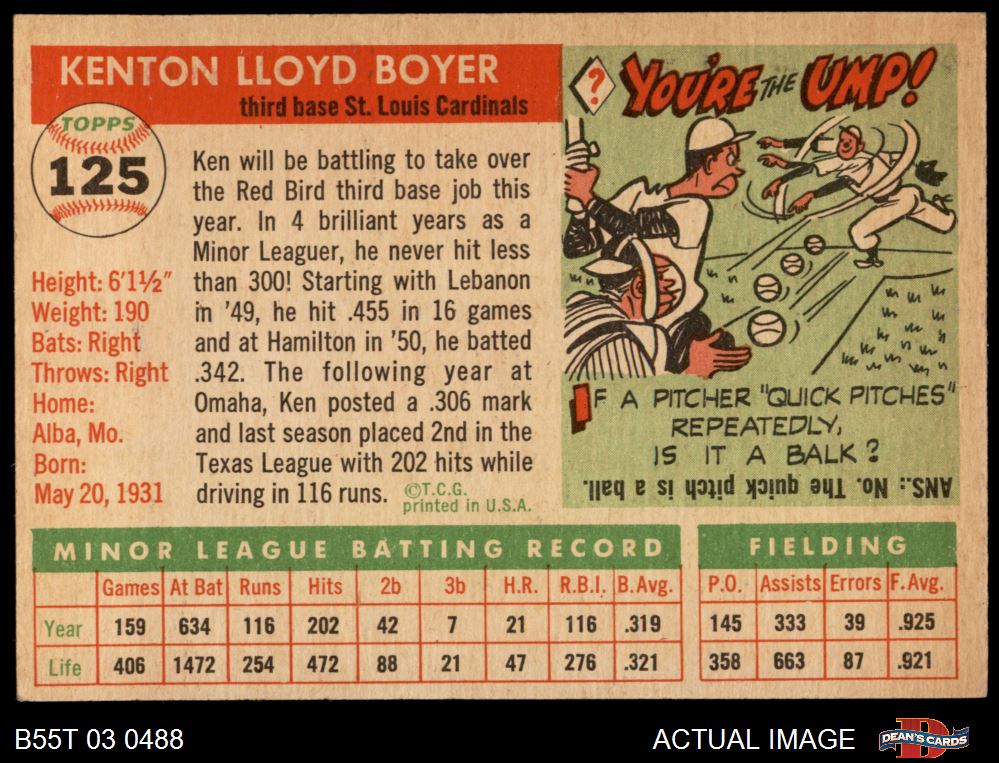 KENTON LLOYD BOYER
third base St. Louis Cardinals
TOPPS
125
Height: 6'1½"
Weight: 190
Bats: Right
Throws: Right
Home:
Alba, Mo.
Born:
May 20, 1931
Ken will be battling to take over
the Red Bird third base job this
year. In 4 brilliant years as a
Minor Leaguer, he never hit less
than 300! Starting with Lebanon
in '49, he hit .455 in 16 games
and at Hamilton in '50, he batted
.342. The following year at
Omaha, Ken posted a .306 mark
and last season placed 2nd in the
Texas League with 202 hits while
driving in 116 runs.
©T.C.G.
printed in U.S.A.
?
YOU'RE THE UMP!
IF A PITCHER "QUICK PITCHES"
REPEATEDLY,
IS IT A BALK?
ANS.: No. The quick pitch is a ball.
MINOR LEAGUE BATTING RECORD
Games At Bat Runs Hits 2b 3b H.R. R.B.I. B.Avg.
Year 159 634 116 202 42 7 21 116 .319
Life 406 1472 254 472 88 21 47 276 .321
FIELDING
P.O. Assists Errors F.Avg.
145 333 39 .925
358 663 87 .921
B55T 03 0488
ACTUAL IMAGE
DEAN'S CARDS